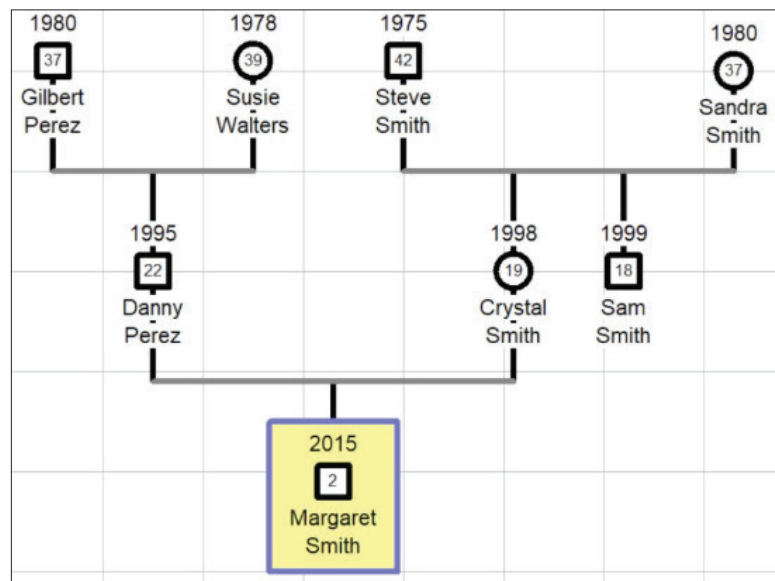 1980
37
Gilbert
Perez
1978
39
Susie
Walters
1975
42
Steve
Smith
1980
37
Sandra
Smith
1995
22
Danny
Perez
1998
19
Crystal
Smith
1999
18
Sam
Smith
2015
2
Margaret
Smith